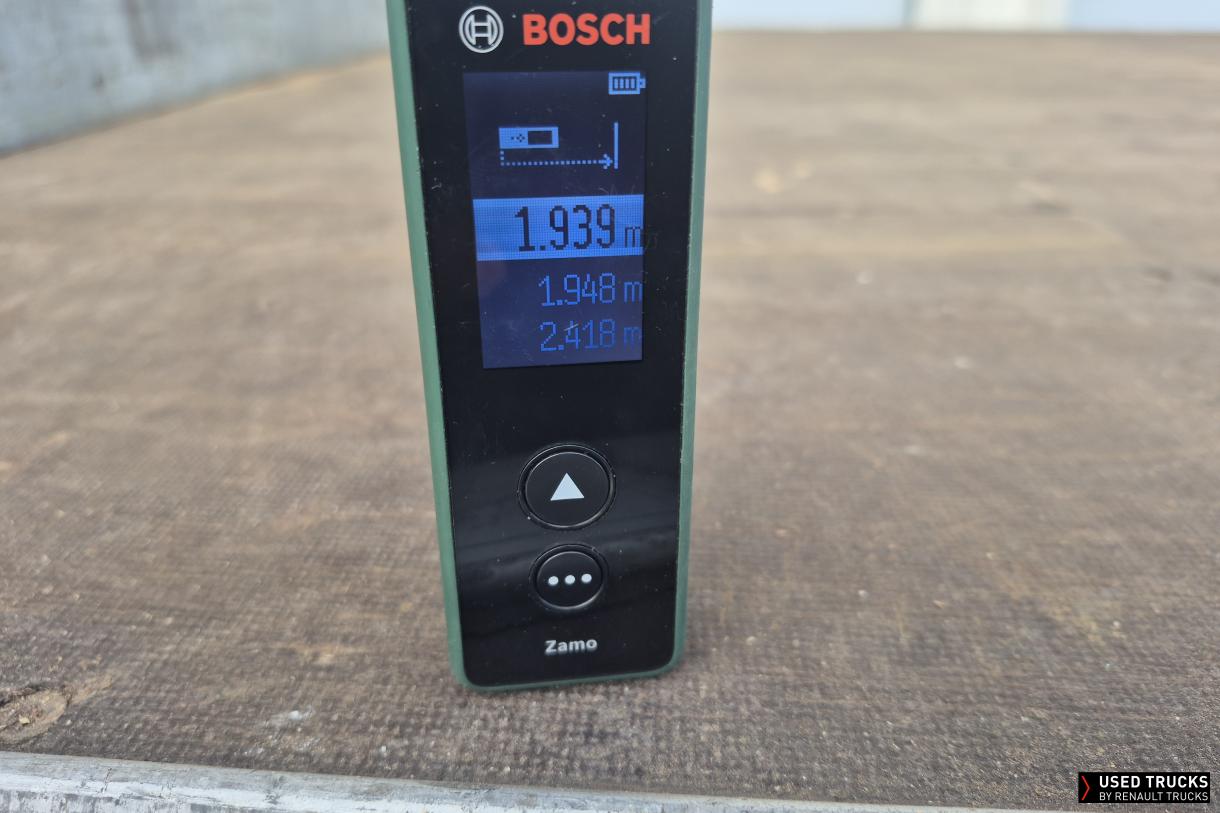 BOSCH
1.939 m
1.948 m
2.418 m
Zamo
USED TRUCKS
BY RENAULT TRUCKS